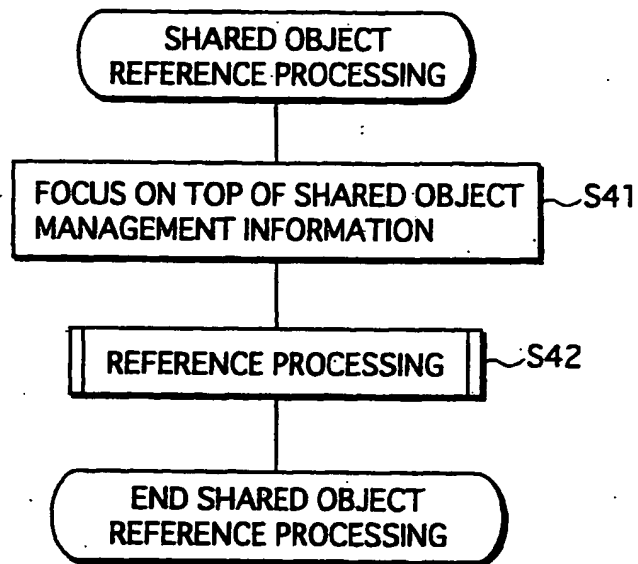 SHARED OBJECT
REFERENCE PROCESSING
FOCUS ON TOP OF SHARED OBJECT
MANAGEMENT INFORMATION
S41
REFERENCE PROCESSING
S42
END SHARED OBJECT
REFERENCE PROCESSING